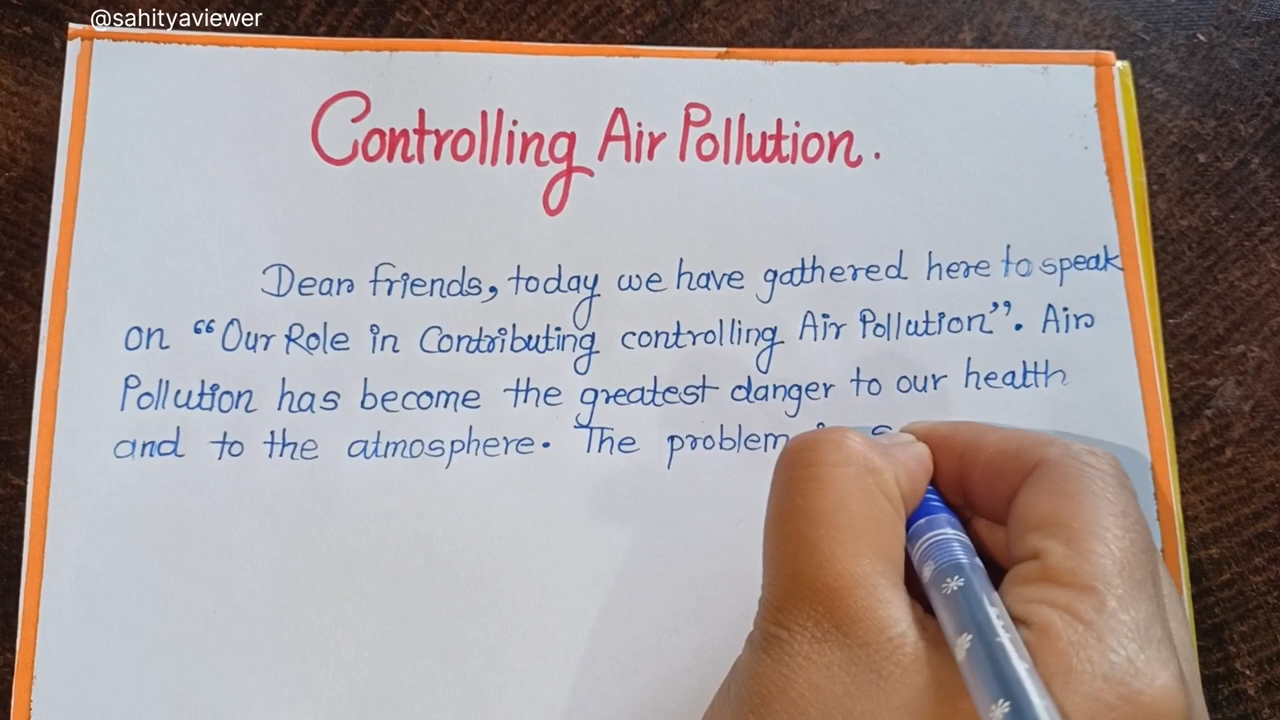 @sahityaviewer
Controlling Air Pollution.
Dear friends, today we have gathered here to speak
on “Our Role in Contributing controlling Air Pollution”. Air
Pollution has become the greatest danger to our health
and to the atmosphere. The problem